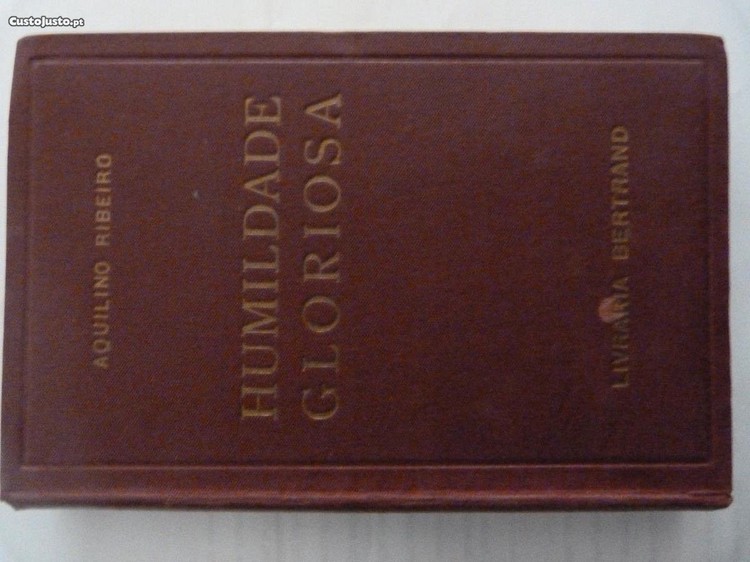 CustoJusto.pt
AQUILINO RIBEIRO
HUMILDADE
GLORIOSA
LIVRARIA BERTRAND